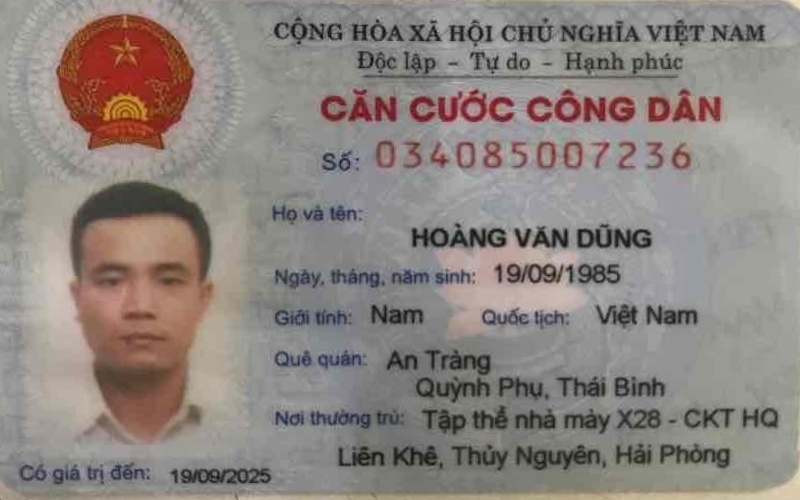 CỘNG HÒA XÃ HỘI CHỦ NGHĨA VIỆT NAM
Độc lập - Tự do - Hạnh phúc
CĂN CƯỚC CÔNG DÂN
Số: 034085007236
Họ và tên:
HOÀNG VĂN DŨNG
Ngày, tháng, năm sinh: 19/09/1985
Giới tính: Nam Quốc tịch: Việt Nam
Quê quán: An Tràng
Quỳnh Phụ, Thái Bình
Nơi thường trú: Tập thể nhà máy X28 - CKT HQ
Liên Khê, Thủy Nguyên, Hải Phòng
Có giá trị đến: 19/09/2025